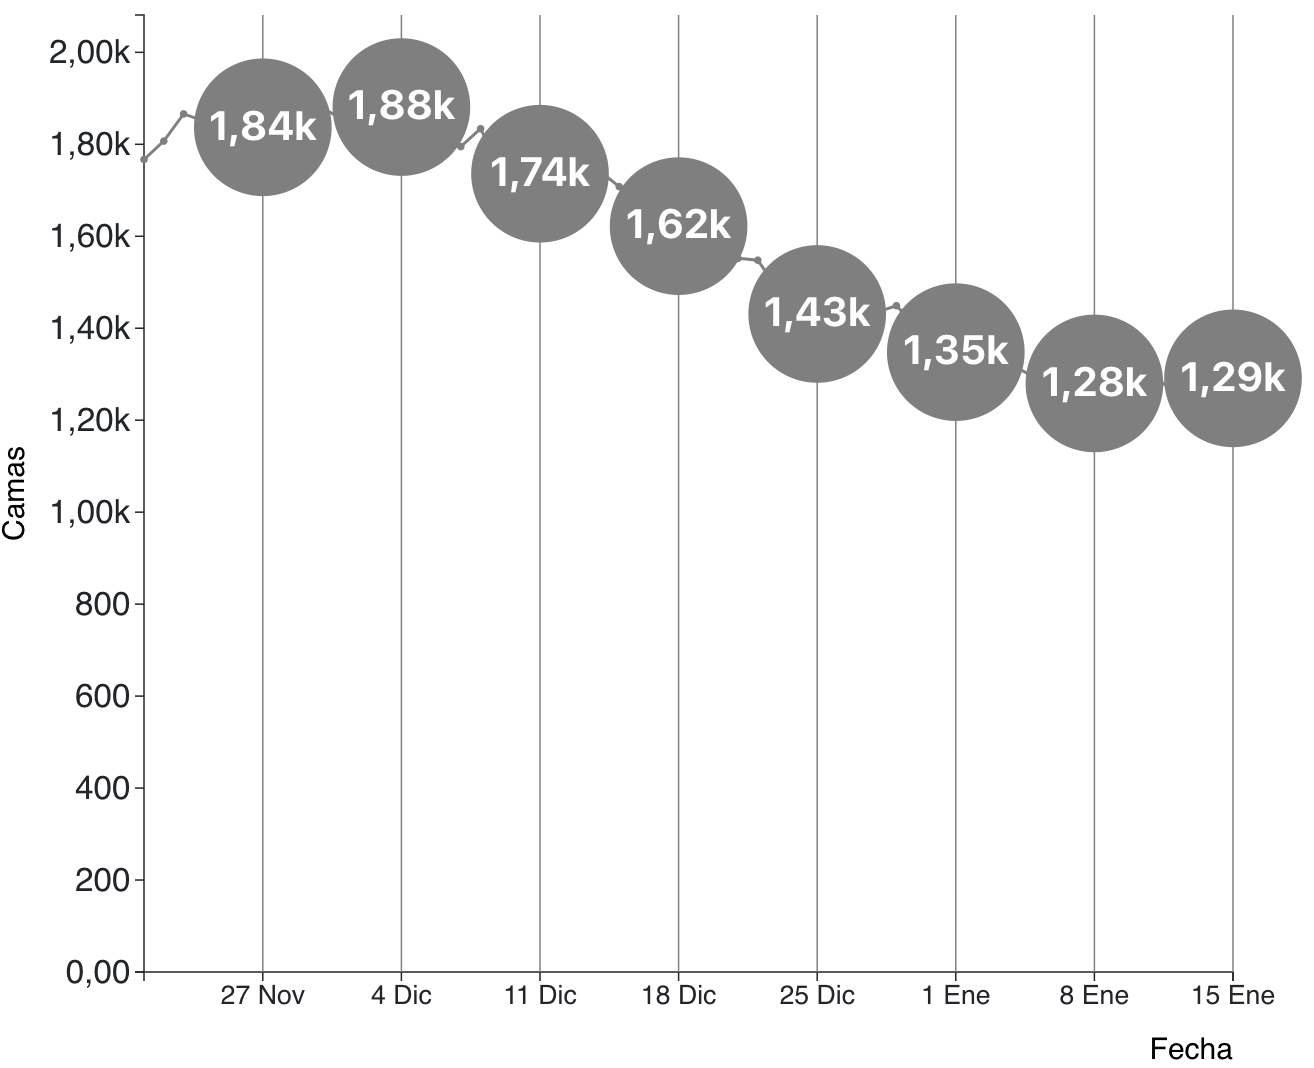 2,00k
1,80k
1,60k
1,40k
1,20k
1,00k
800
600
400
200
0,00
Camas
1,84k
1,88k
1,74k
1,62k
1,43k
1,35k
1,28k
1,29k
27 Nov
4 Dic
11 Dic
18 Dic
25 Dic
1 Ene
8 Ene
15 Ene
Fecha